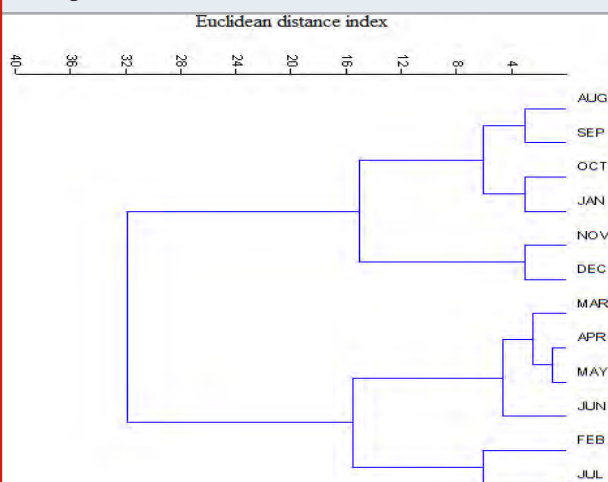 Euclidean distance index
40 36 32 28 24 20 16 12 8 4
AUG
SEP
OCT
JAN
NOV
DEC
MAR
APR
MAY
JUN
FEB
JUL